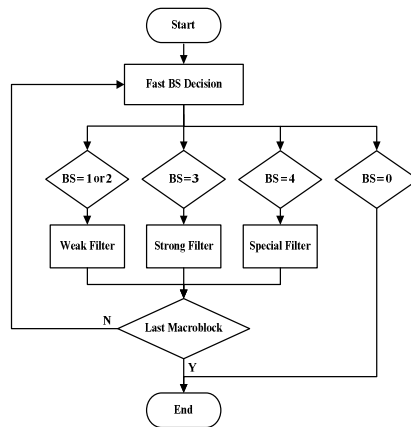 Start
Fast BS Decision
BS=1 or 2
BS=3
BS=4
BS=0
Weak Filter
Strong Filter
Special Filter
N
Last Macroblock
Y
End